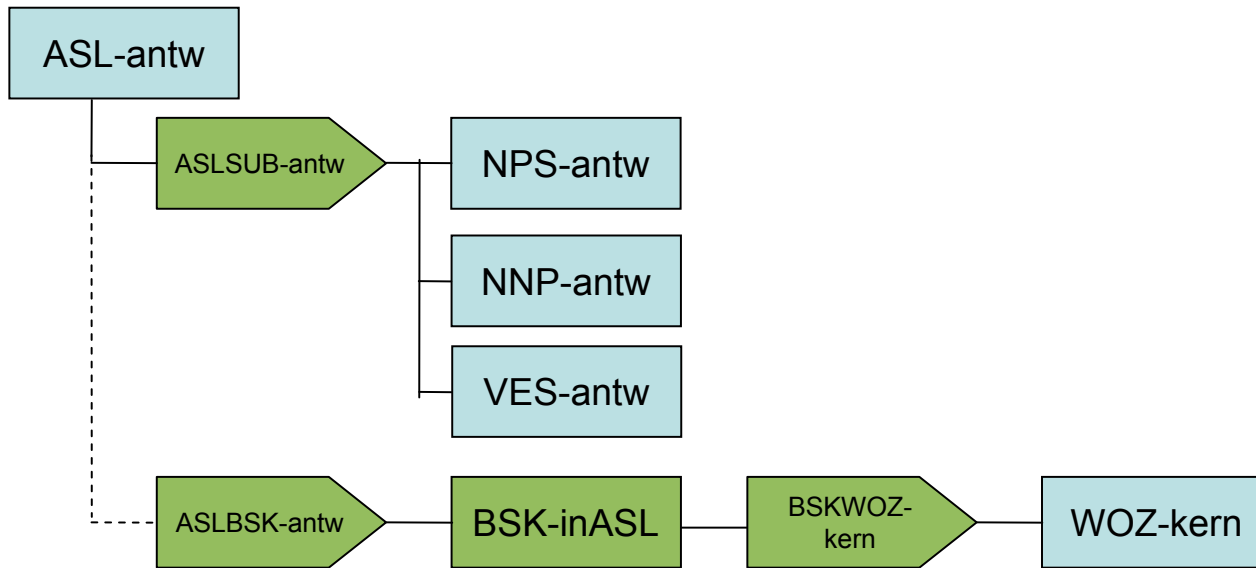 ASL-antw
ASLSUB-antw
NPS-antw
NNP-antw
VES-antw
ASLBSK-antw
BSK-inASL
BSKWOZ-
kern
WOZ-kern